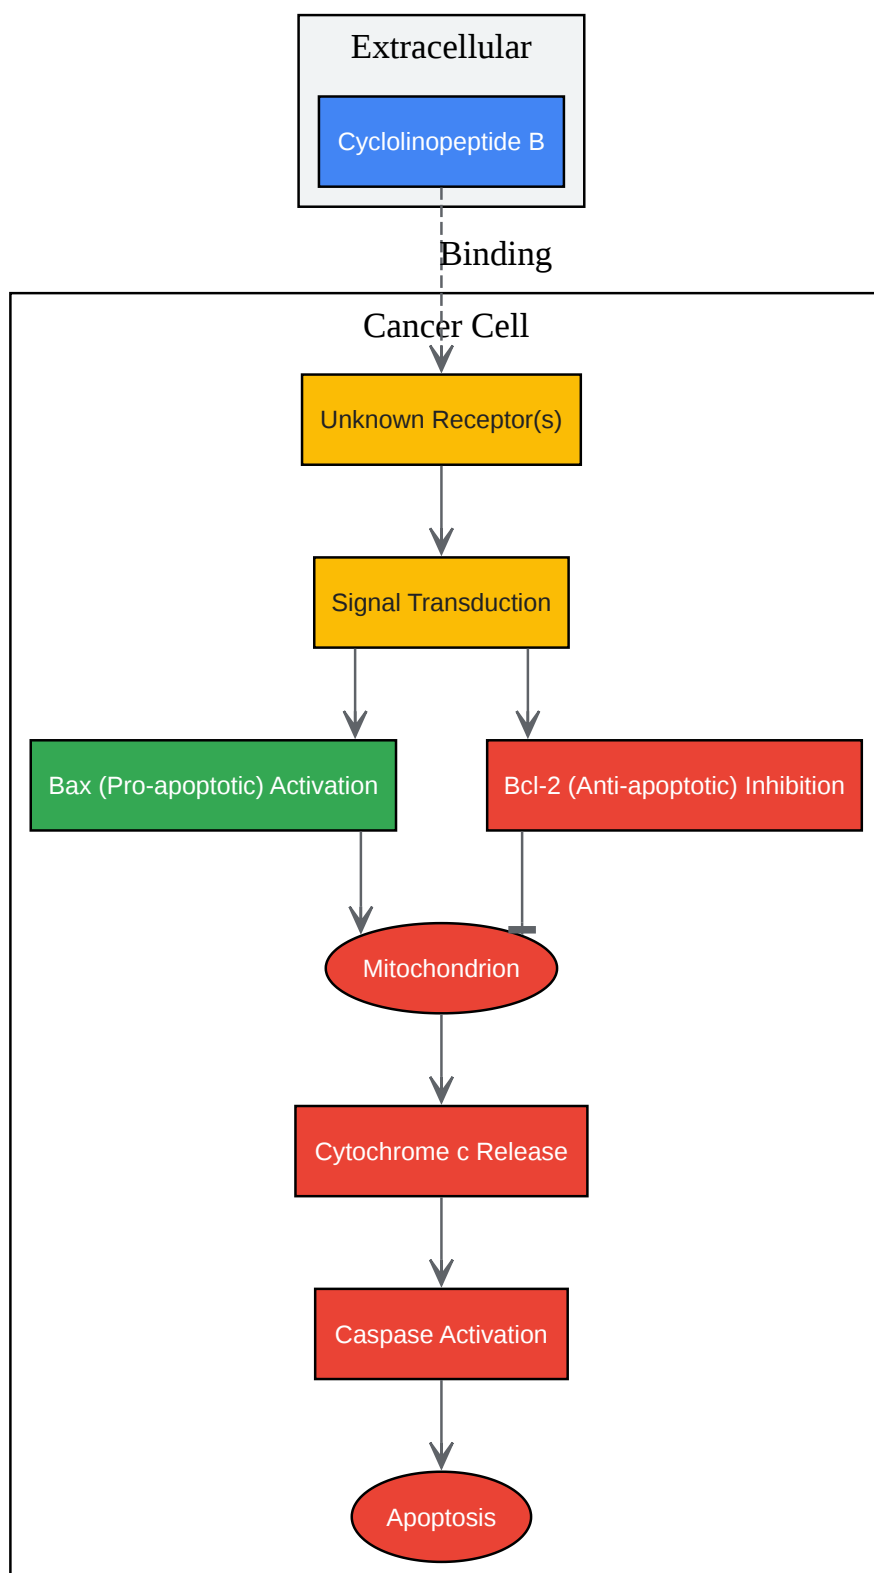 Extracellular
Cyclolinopeptide B
Binding
Cancer Cell
Unknown Receptor(s)
Signal Transduction
Bax (Pro-apoptotic) Activation
Bcl-2 (Anti-apoptotic) Inhibition
Mitochondrion
Cytochrome c Release
Caspase Activation
Apoptosis